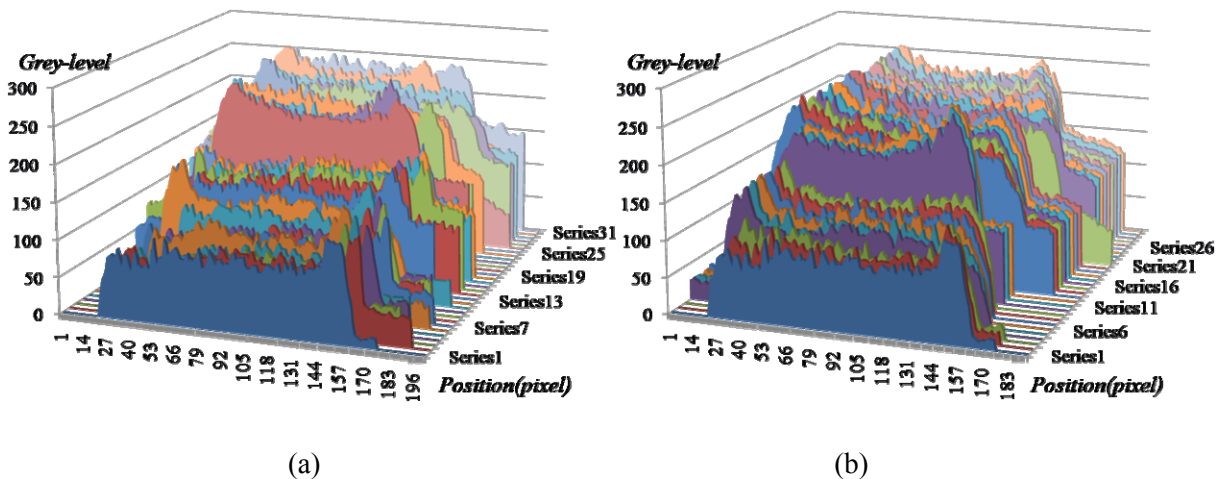 Grey-level
300
250
200
150
100
50
0
1
14
27
40
53
66
79
92
105
118
131
144
157
170
183
196
Series31
Series25
Series19
Series13
Series7
Series1
Position(pixel)
(a)
Grey-level
300
250
200
150
100
50
0
1
14
27
40
53
66
79
92
105
118
131
144
157
170
183
Series26
Series21
Series16
Series11
Series6
Series1
Position(pixel)
(b)